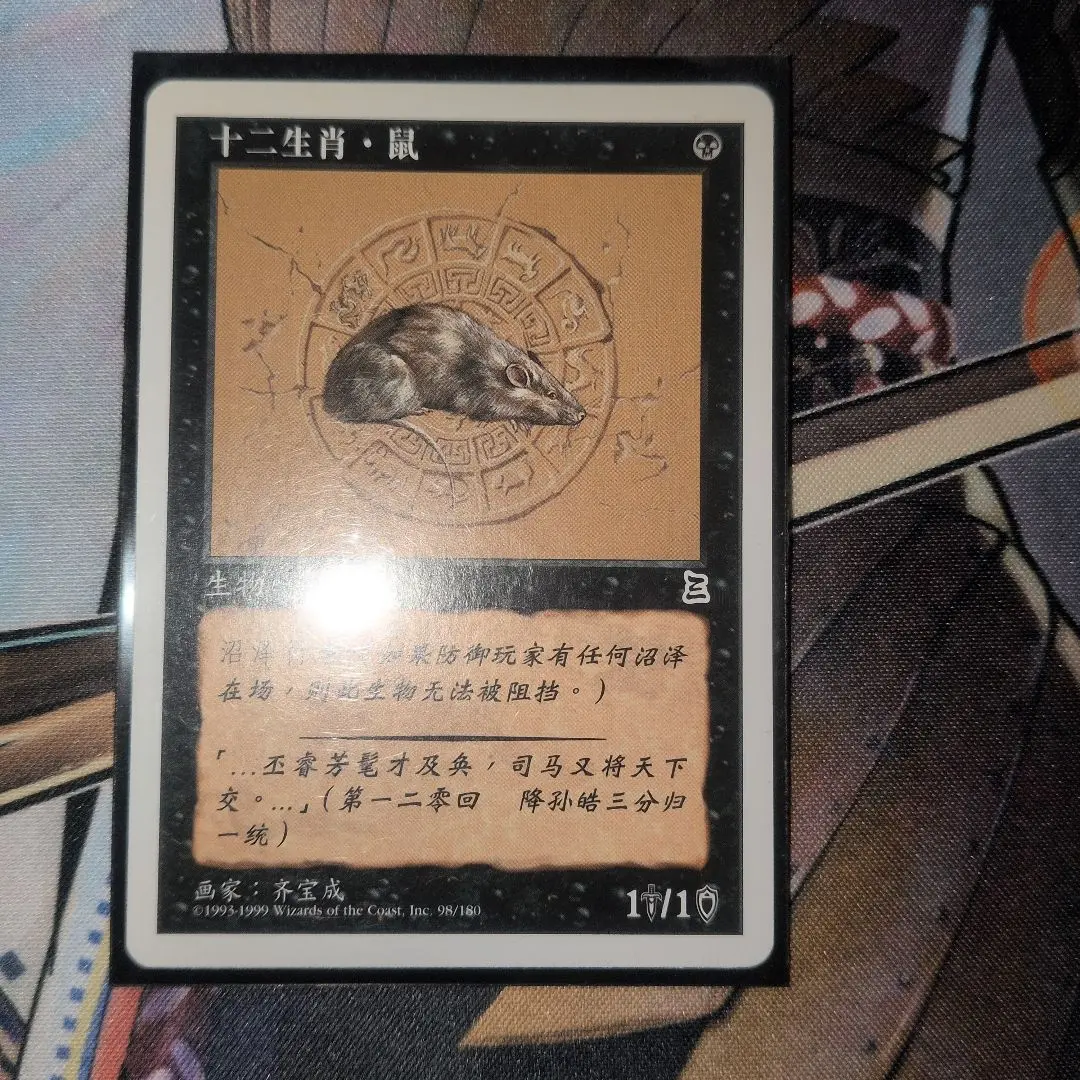 十二生肖·鼠
生物
三
沼泽 如果防御玩家有任何沼泽
在场，则此生物无法被阻挡。）
「…丕睿芳髦才及奂，司马又将天下
交。…」（第一二零回　降孙皓三分归
一统）
画家：齐宝成
©1993-1999 Wizards of the Coast, Inc. 98/180
1/1